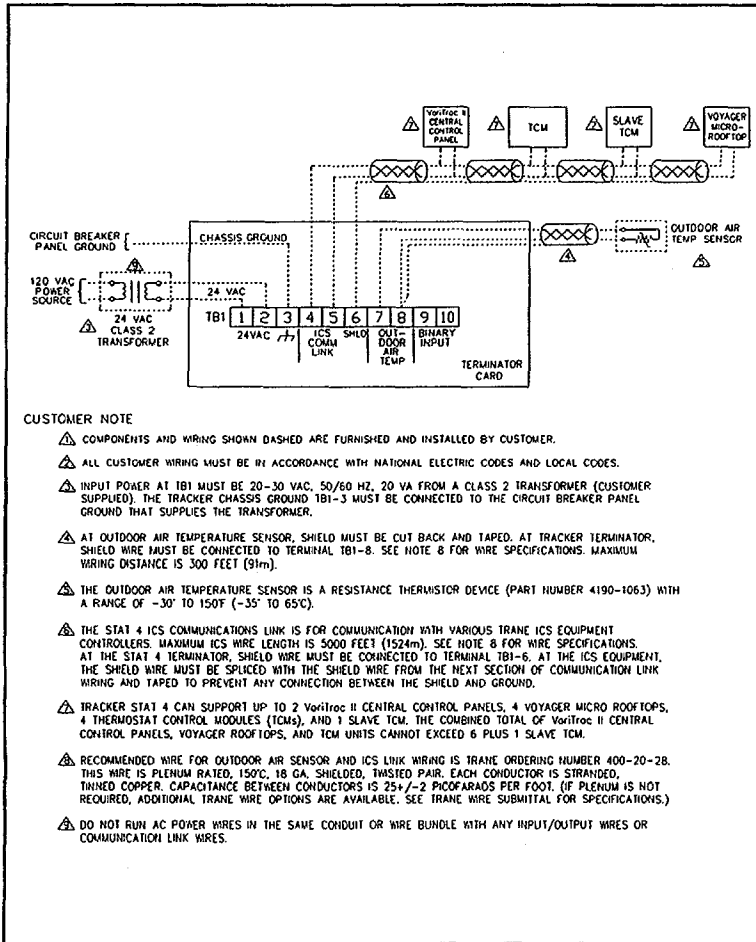 VariTrac II
CENTRAL
CONTROL
PANEL
TCM
SLAVE
TCM
VOYAGER
MICRO-
ROOFTOP
7
7
7
7
6
CIRCUIT BREAKER
PANEL GROUND
CHASSIS GROUND
OUTDOOR AIR
TEMP SENSOR
4
5
9
120 VAC
POWER
SOURCE
24 VAC
3
24 VAC
CLASS 2
TRANSFORMER
TB1 1 2 3 4 5 6 7 8 9 10
24VAC
ICS
COMM
LINK
SHLD
OUT-
DOOR
AIR
TEMP
BINARY
INPUT
TERMINATOR
CARD
CUSTOMER NOTE
1 COMPONENTS AND WIRING SHOWN DASHED ARE FURNISHED AND INSTALLED BY CUSTOMER.
2 ALL CUSTOMER WIRING MUST BE IN ACCORDANCE WITH NATIONAL ELECTRIC CODES AND LOCAL CODES.
3 INPUT POWER AT TB1 MUST BE 20-30 VAC, 50/60 HZ, 20 VA FROM A CLASS 2 TRANSFORMER (CUSTOMER
SUPPLIED). THE TRACKER CHASSIS GROUND TB1-3 MUST BE CONNECTED TO THE CIRCUIT BREAKER PANEL
GROUND THAT SUPPLIES THE TRANSFORMER.
4 AT OUTDOOR AIR TEMPERATURE SENSOR, SHIELD MUST BE CUT BACK AND TAPED. AT TRACKER TERMINATOR,
SHIELD WIRE MUST BE CONNECTED TO TERMINAL TB1-8. SEE NOTE 8 FOR WIRE SPECIFICATIONS. MAXIMUM
WIRING DISTANCE IS 300 FEET (91m).
5 THE OUTDOOR AIR TEMPERATURE SENSOR IS A RESISTANCE THERMISTOR DEVICE (PART NUMBER 4190-1063) WITH
A RANGE OF -30° TO 150°F (-35° TO 65°C).
6 THE STAT 4 ICS COMMUNICATIONS LINK IS FOR COMMUNICATION WITH VARIOUS TRANE ICS EQUIPMENT
CONTROLLERS. MAXIMUM ICS WIRE LENGTH IS 5000 FEET (1524m). SEE NOTE 8 FOR WIRE SPECIFICATIONS.
AT THE STAT 4 TERMINATOR, SHIELD WIRE MUST BE CONNECTED TO TERMINAL TB1-6. AT THE ICS EQUIPMENT,
THE SHIELD WIRE MUST BE SPLICED WITH THE SHIELD WIRE FROM THE NEXT SECTION OF COMMUNICATION LINK
WIRING AND TAPED TO PREVENT ANY CONNECTION BETWEEN THE SHIELD AND GROUND.
7 TRACKER STAT 4 CAN SUPPORT UP TO 2 VariTrac II CENTRAL CONTROL PANELS, 4 VOYAGER MICRO ROOFTOPS,
4 THERMOSTAT CONTROL MODULES (TCMs), AND 1 SLAVE TCM. THE COMBINED TOTAL OF VariTrac II CENTRAL
CONTROL PANELS, VOYAGER ROOFTOPS, AND TCM UNITS CANNOT EXCEED 6 PLUS 1 SLAVE TCM.
8 RECOMMENDED WIRE FOR OUTDOOR AIR SENSOR AND ICS LINK WIRING IS TRANE ORDERING NUMBER 400-20-28.
THIS WIRE IS PLENUM RATED, 150°C, 18 GA, SHIELDED, TWISTED PAIR. EACH CONDUCTOR IS STRANDED,
TINNED COPPER. CAPACITANCE BETWEEN CONDUCTORS IS 25+/-2 PICOFARADS PER FOOT. (IF PLENUM IS NOT
REQUIRED, ADDITIONAL TRANE WIRE OPTIONS ARE AVAILABLE. SEE TRANE WIRE SUBMITTAL FOR SPECIFICATIONS.)
9 DO NOT RUN AC POWER WIRES IN THE SAME CONDUIT OR WIRE BUNDLE WITH ANY INPUT/OUTPUT WIRES OR
COMMUNICATION LINK WIRES.